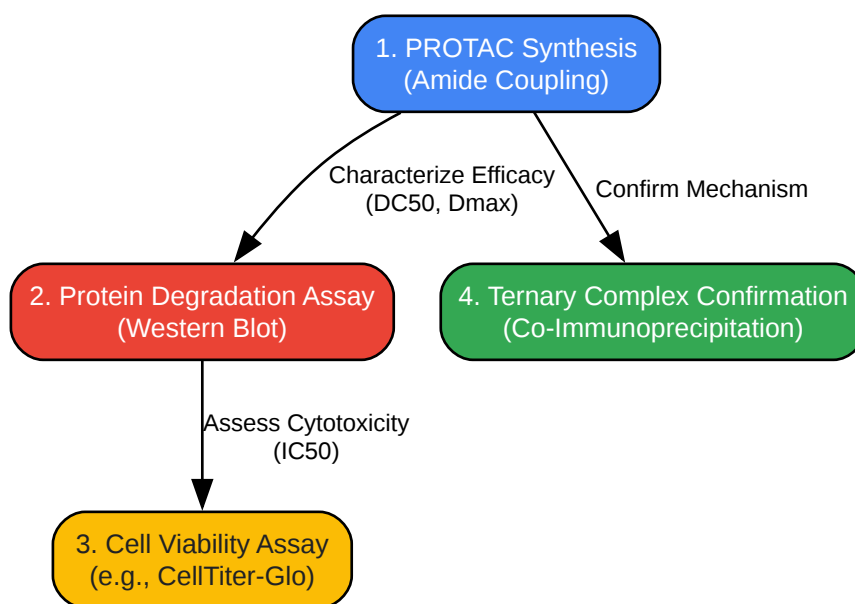 1. PROTAC Synthesis
(Amide Coupling)
Characterize Efficacy
(DC50, Dmax)
Confirm Mechanism
2. Protein Degradation Assay
(Western Blot)
4. Ternary Complex Confirmation
(Co-Immunoprecipitation)
Assess Cytotoxicity
(IC50)
3. Cell Viability Assay
(e.g., CellTiter-Glo)